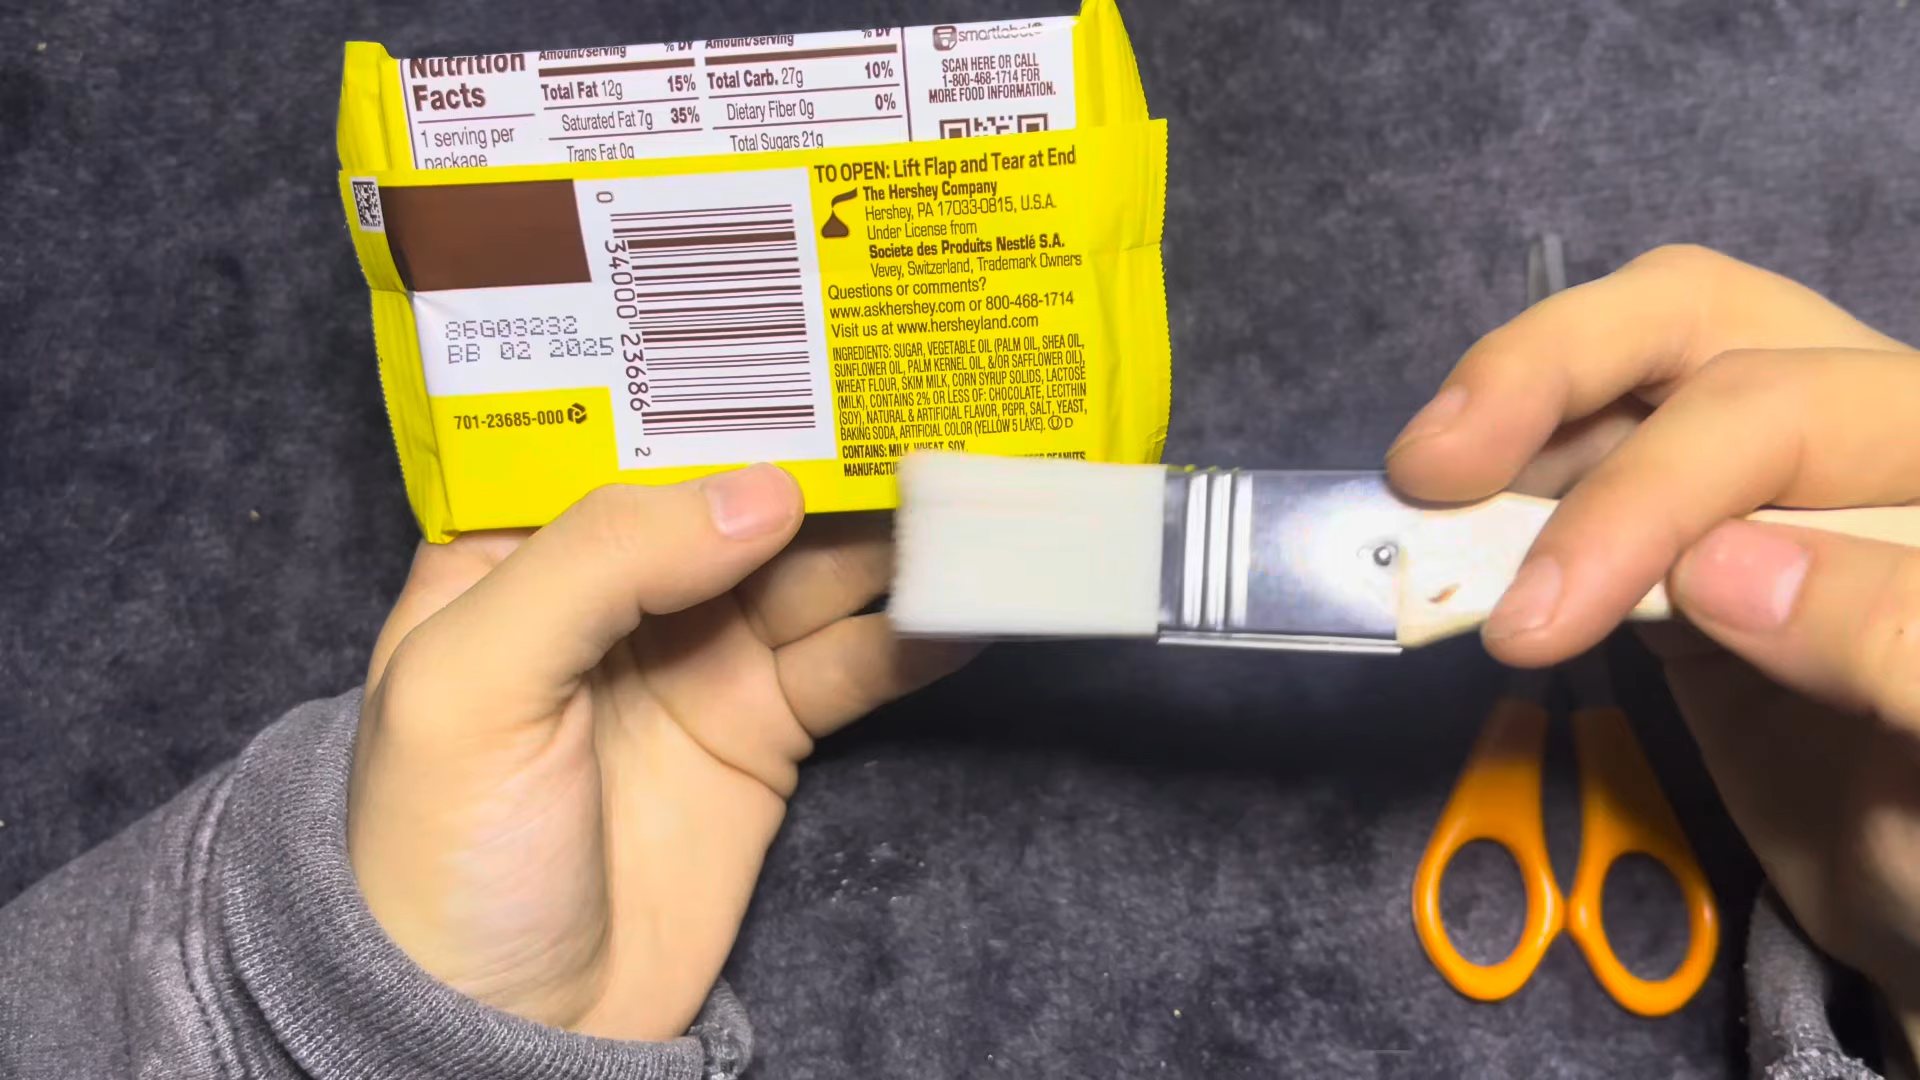 Nutrition
Facts
1 serving per
package
Amount/serving % DV
Total Fat 12g 15%
Saturated Fat 7g 35%
Trans Fat 0g
Amount/serving % DV
Total Carb. 27g 10%
Dietary Fiber 0g 0%
Total Sugars 21g
smartlabel
SCAN HERE OR CALL
1-800-468-1714 FOR
MORE FOOD INFORMATION.
TO OPEN: Lift Flap and Tear at End
The Hershey Company
Hershey, PA 17033-0815, U.S.A.
Under License from
Societe des Produits Nestlé S.A.
Vevey, Switzerland, Trademark Owners
Questions or comments?
www.askhershey.com or 800-468-1714
Visit us at www.hersheyland.com
INGREDIENTS: SUGAR, VEGETABLE OIL (PALM OIL, SHEA OIL,
SUNFLOWER OIL, PALM KERNEL OIL, &/OR SAFFLOWER OIL),
WHEAT FLOUR, SKIM MILK, CORN SYRUP SOLIDS, LACTOSE
(MILK), CONTAINS 2% OR LESS OF: CHOCOLATE, LECITHIN
(SOY), NATURAL & ARTIFICIAL FLAVOR, PGPR, SALT, YEAST,
BAKING SODA, ARTIFICIAL COLOR (YELLOW 5 LAKE). U D
CONTAINS: MILK, WHEAT, SOY.
PEANUTS
0 34000 23686 2
86G03232
BB 02 2025
701-23685-000